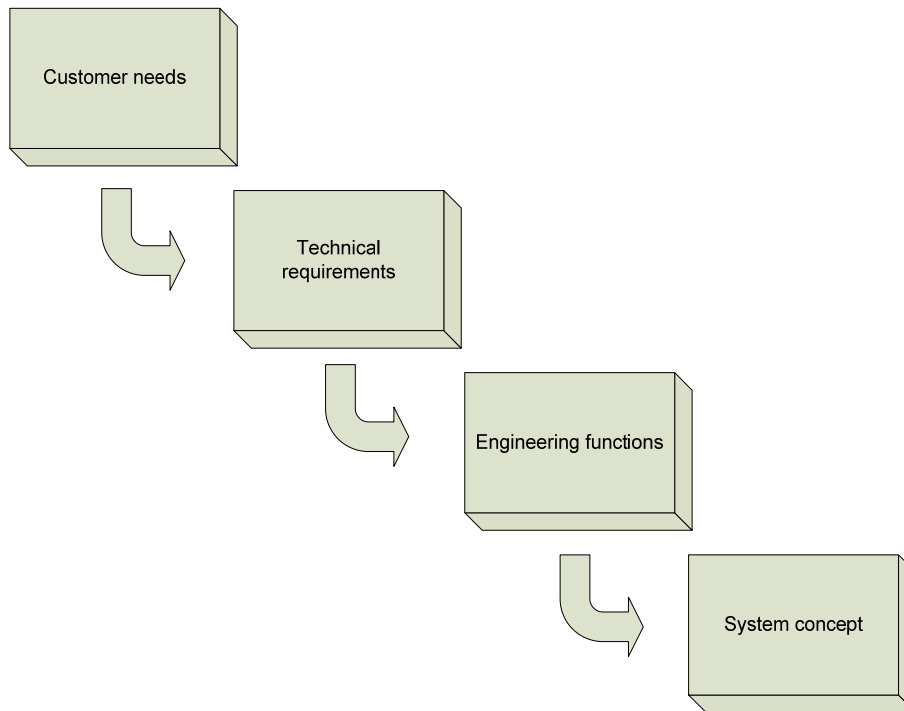 Customer needs
Technical
requirements
Engineering functions
System concept